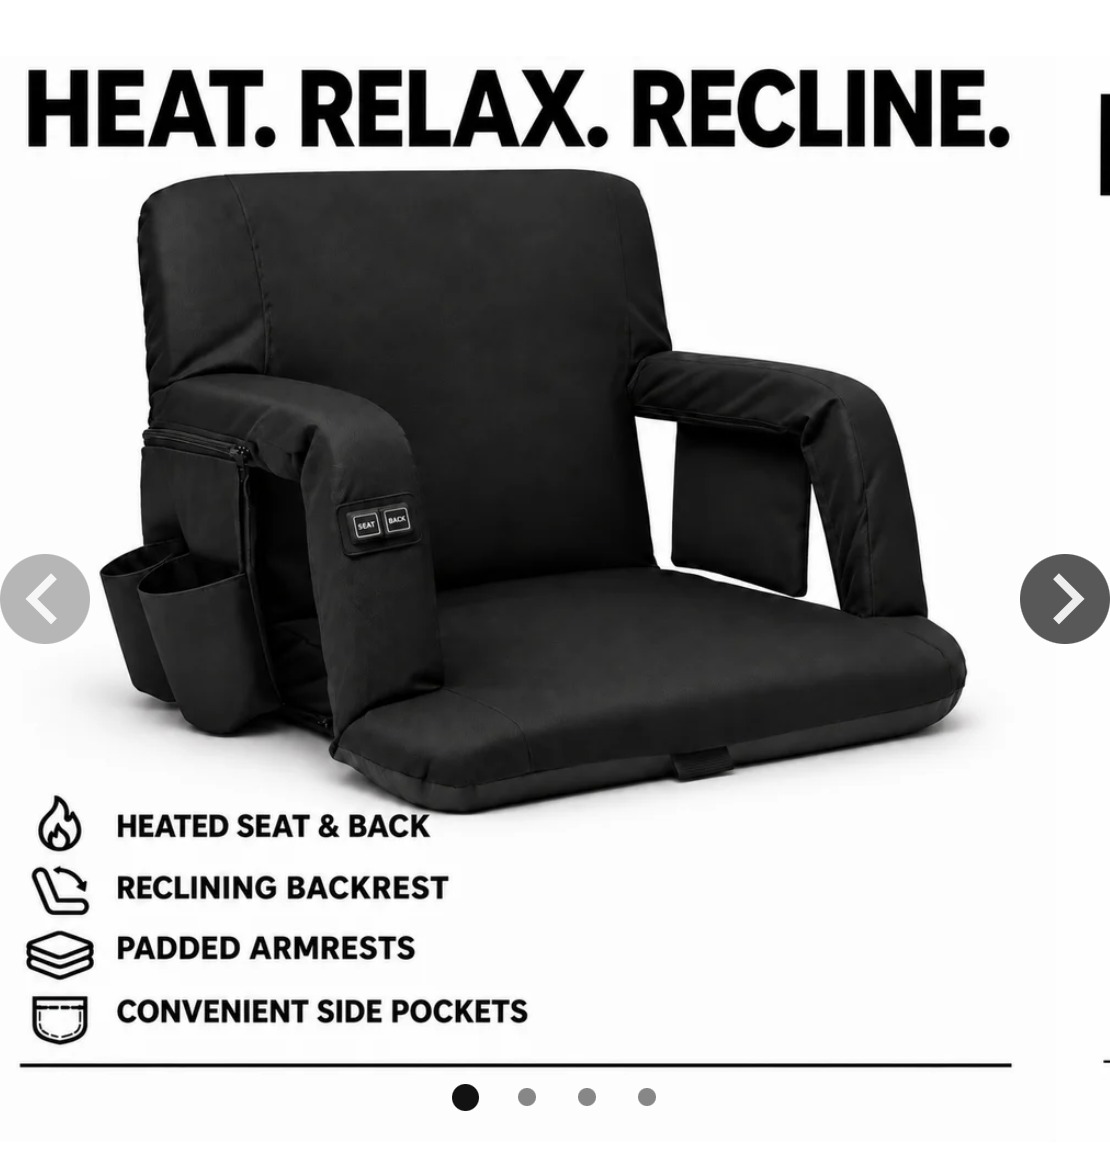 HEAT. RELAX. RECLINE.
SEAT BACK
HEATED SEAT & BACK
RECLINING BACKREST
PADDED ARMRESTS
CONVENIENT SIDE POCKETS